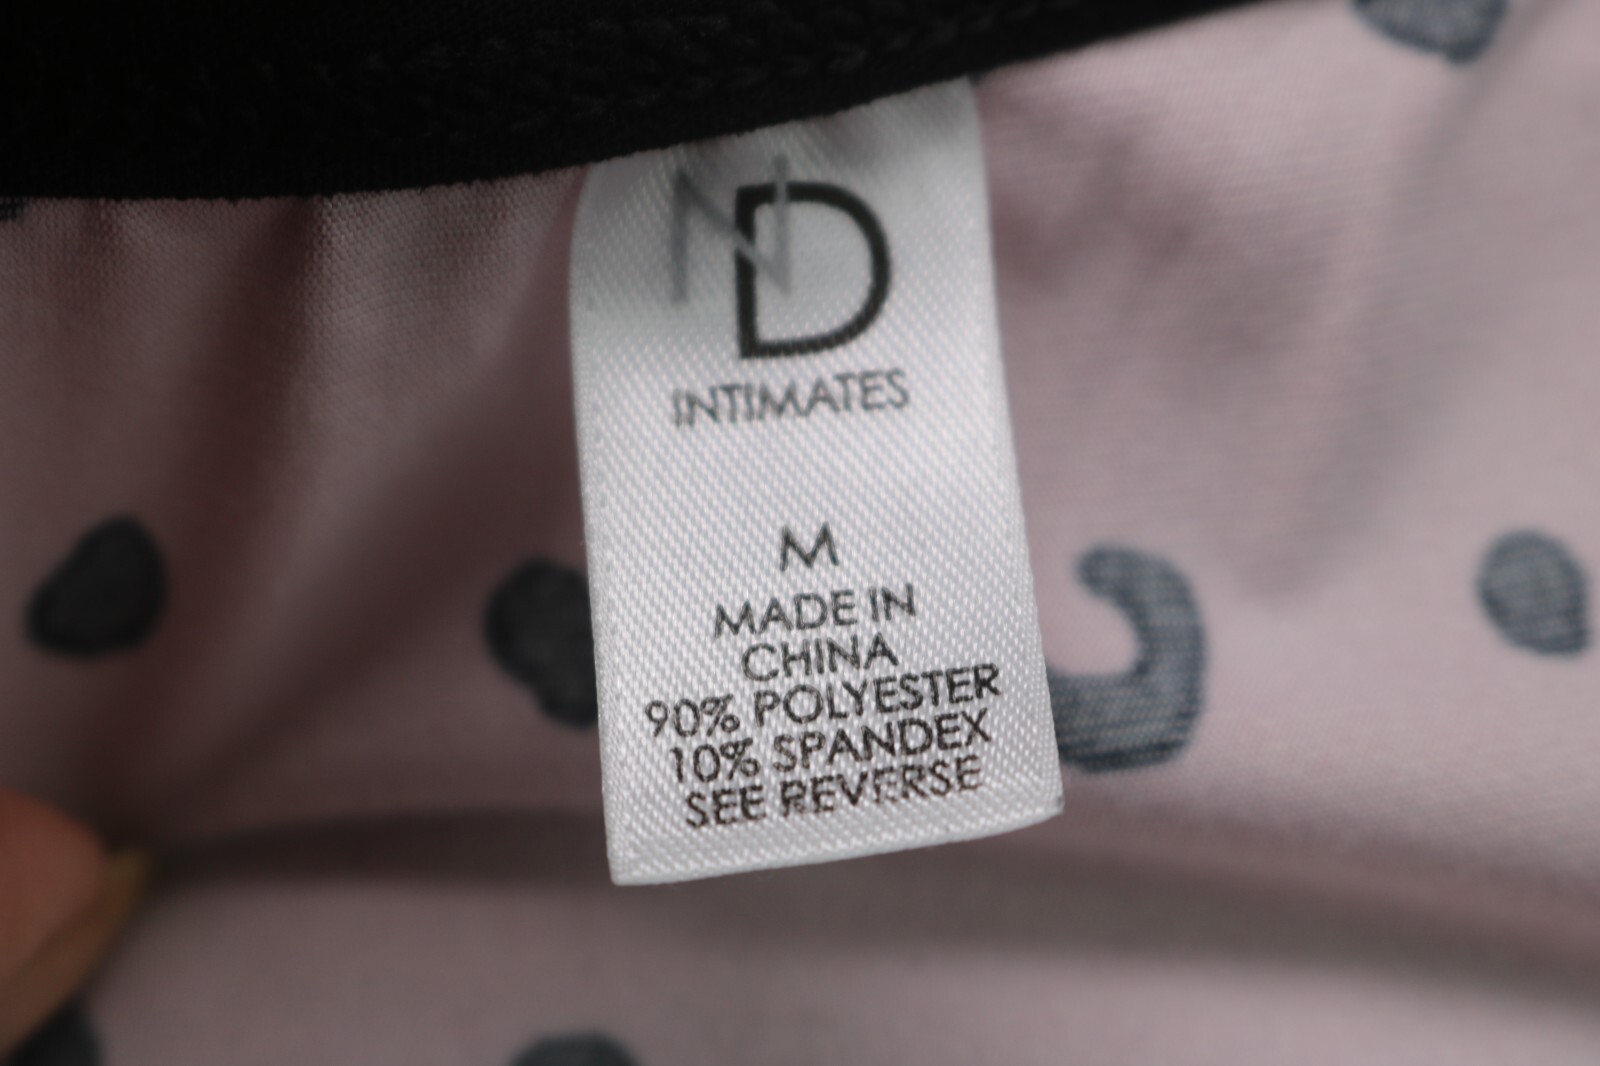 ND
INTIMATES
M
MADE IN
CHINA
90% POLYESTER
10% SPANDEX
SEE REVERSE